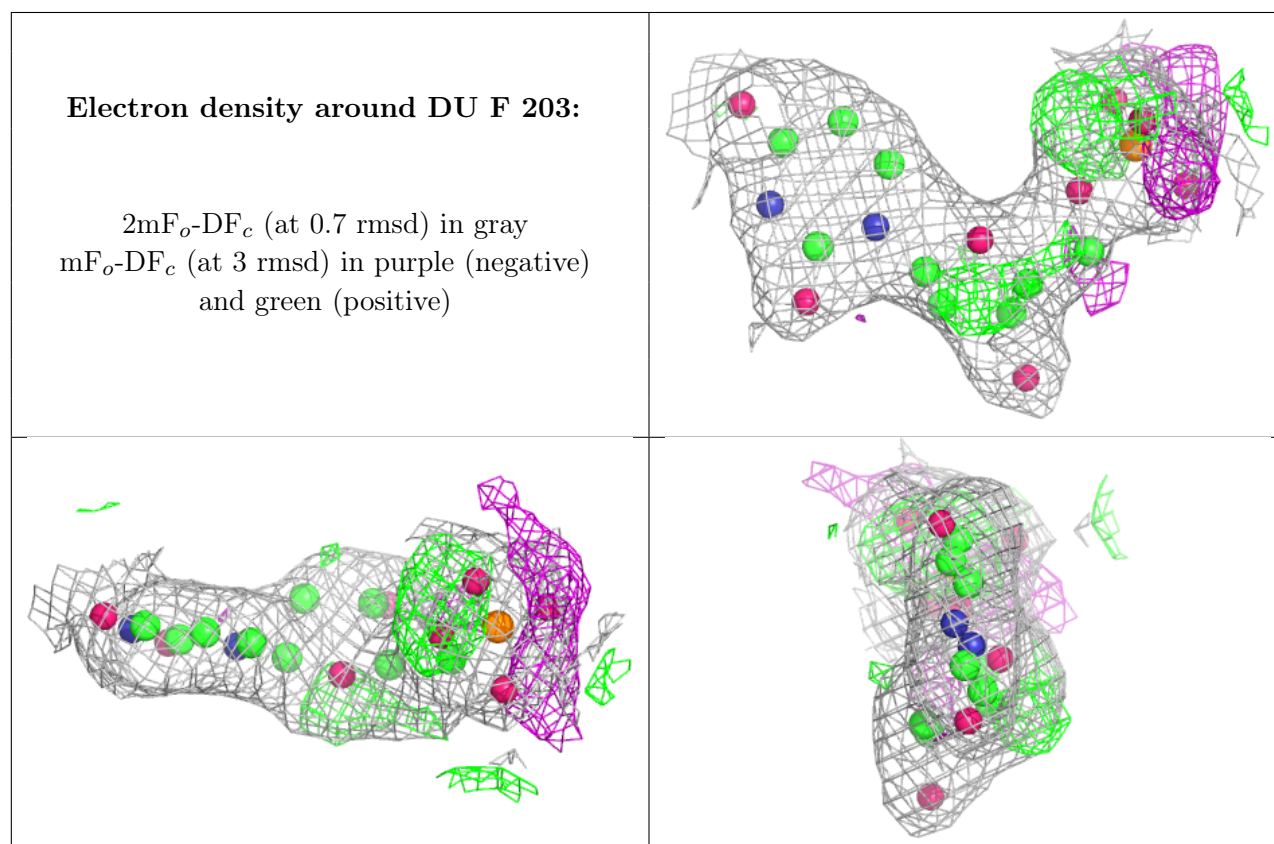 Electron density around DU F 203:
2mFo-DFc (at 0.7 rmsd) in gray
mFo-DFc (at 3 rmsd) in purple (negative)
and green (positive)